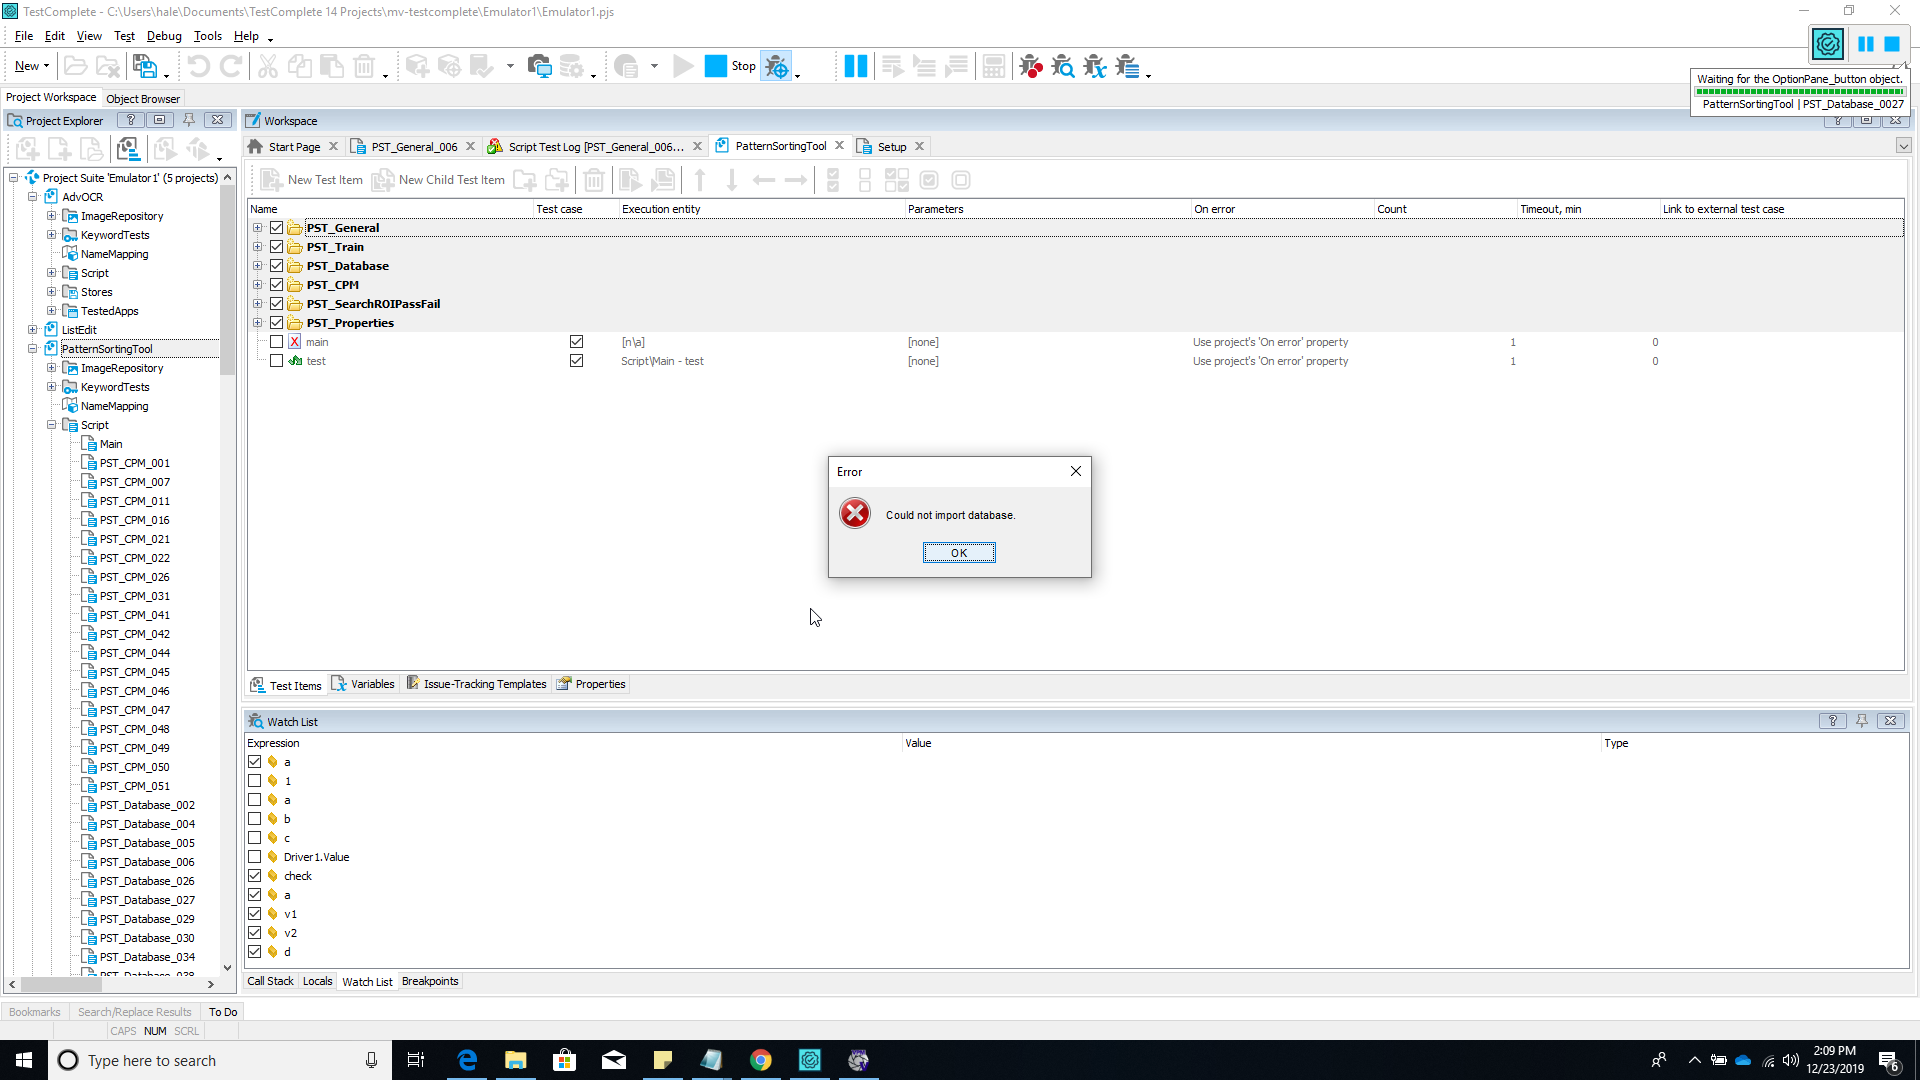 TestComplete - C:\Users\hale\Documents\TestComplete 14 Projects\mv-testcomplete\Emulator1\Emulator1.pjs
File Edit View Test Debug Tools Help
New Stop
Waiting for the OptionPane_button object.
PatternSortingTool | PST_Database_0027
Project Workspace Object Browser
Project Explorer
Workspace
Start Page PST_General_006 Script Test Log [PST_General_006... PatternSortingTool Setup
New Test Item New Child Test Item
Project Suite 'Emulator1' (5 projects)
AdvOCR
ImageRepository
KeywordTests
NameMapping
Script
Stores
TestedApps
ListEdit
PatternSortingTool
ImageRepository
KeywordTests
NameMapping
Script
Main
PST_CPM_001
PST_CPM_007
PST_CPM_011
PST_CPM_016
PST_CPM_021
PST_CPM_022
PST_CPM_026
PST_CPM_031
PST_CPM_041
PST_CPM_042
PST_CPM_044
PST_CPM_045
PST_CPM_046
PST_CPM_047
PST_CPM_048
PST_CPM_049
PST_CPM_050
PST_CPM_051
PST_Database_002
PST_Database_004
PST_Database_005
PST_Database_006
PST_Database_026
PST_Database_027
PST_Database_029
PST_Database_030
PST_Database_034
Name Test case Execution entity Parameters On error Count Timeout, min Link to external test case
PST_General
PST_Train
PST_Database
PST_CPM
PST_SearchROIPassFail
PST_Properties
main [n\a] [none] Use project's 'On error' property 1 0
test Script\Main - test [none] Use project's 'On error' property 1 0
Error
Could not import database.
OK
Test Items Variables Issue-Tracking Templates Properties
Watch List
Expression Value Type
a
1
a
b
c
Driver1.Value
check
a
v1
v2
d
Call Stack Locals Watch List Breakpoints
Bookmarks Search/Replace Results To Do
CAPS NUM SCRL
Type here to search
2:09 PM
12/23/2019
6